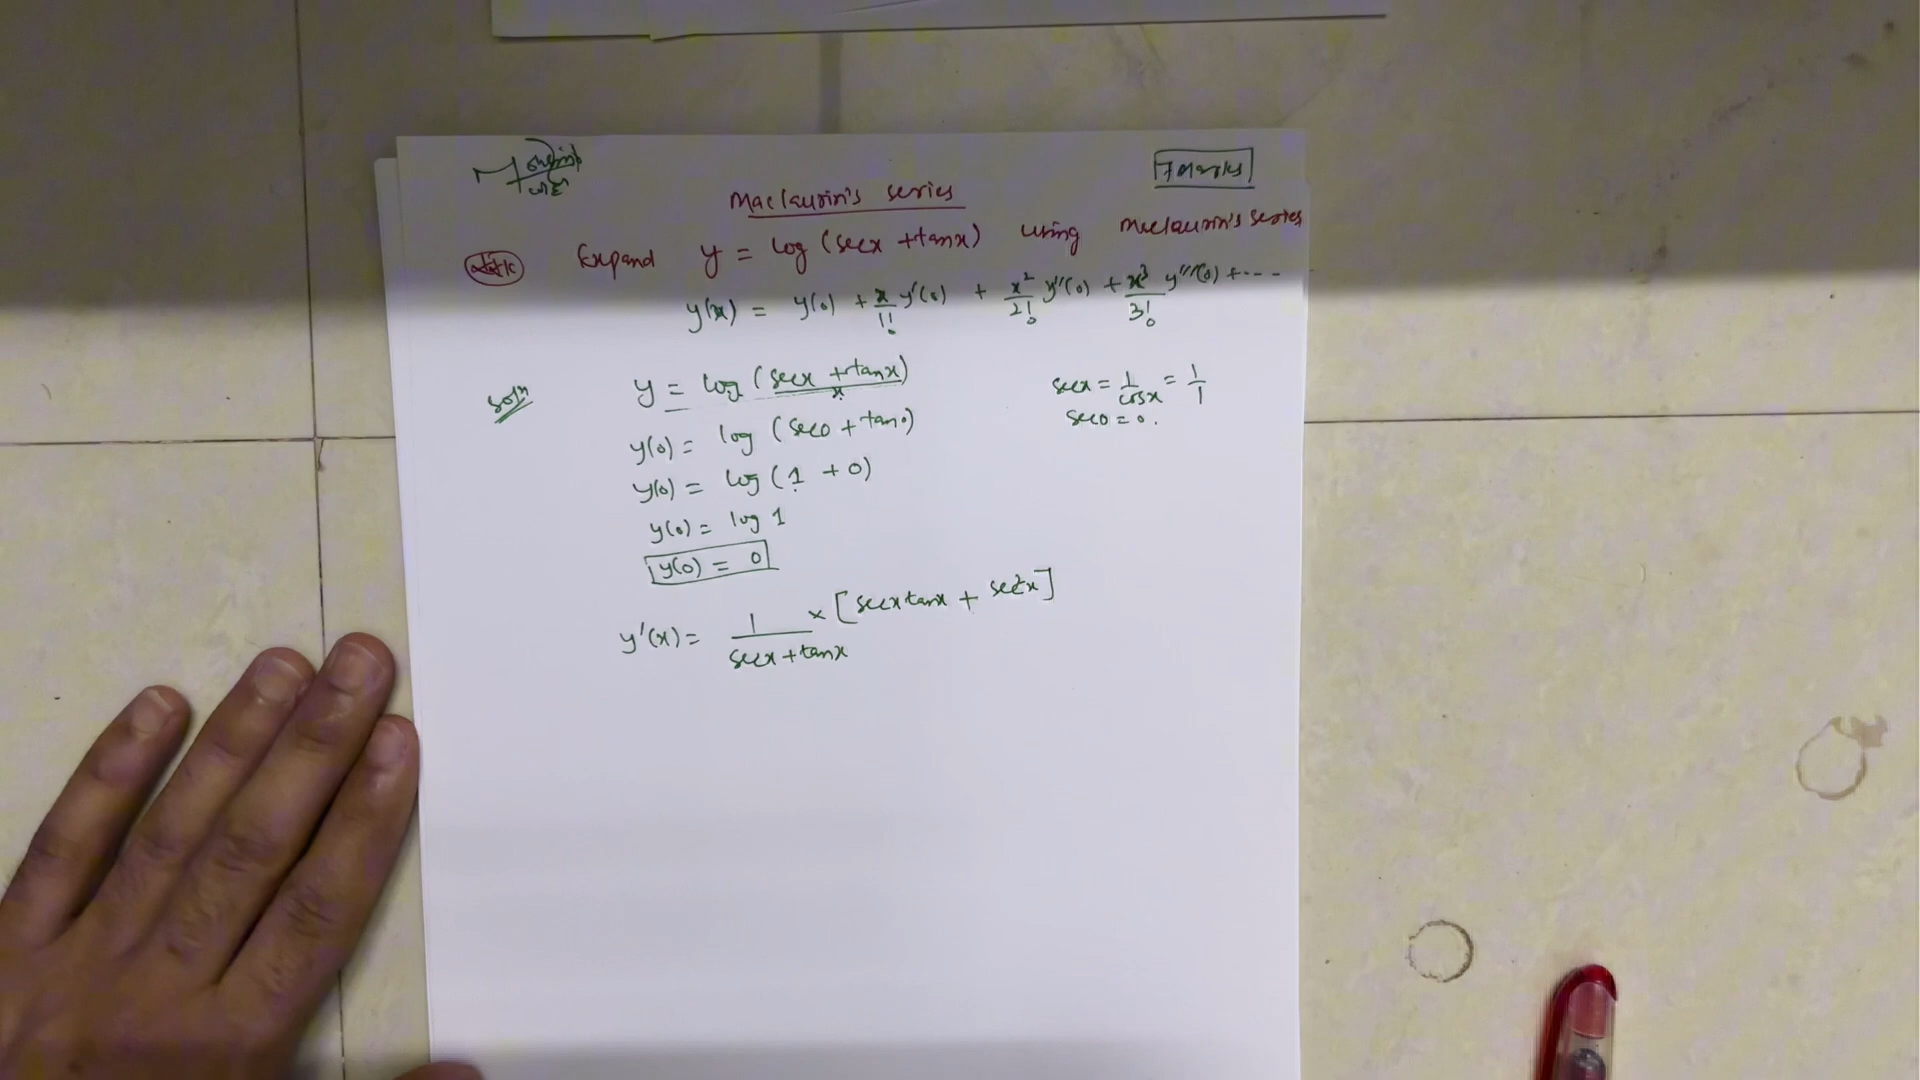 7 Marks
Maclaurin's series
Expand y = log (secx + tanx) using Maclaurin's series
y(x) = y(0) + x/1! y'(0) + x²/2! y''(0) + x³/3! y'''(0) + ----
Solⁿ
y = log (secx + tanx)
x
secx = 1/cosx = 1/1
sec0 = 0.
y(0) = log (sec0 + tan0)
y(0) = log (1 + 0)
y(0) = log 1
y(0) = 0
y'(x) = 1/(secx + tanx) × [secx tanx + sec²x]